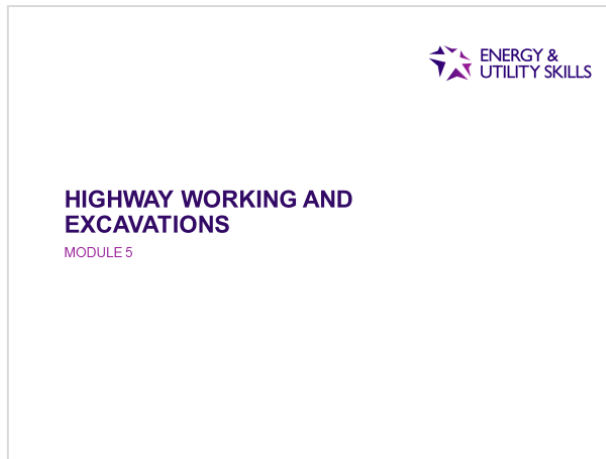 ENERGY &
UTILITY SKILLS
HIGHWAY WORKING AND
EXCAVATIONS
MODULE 5